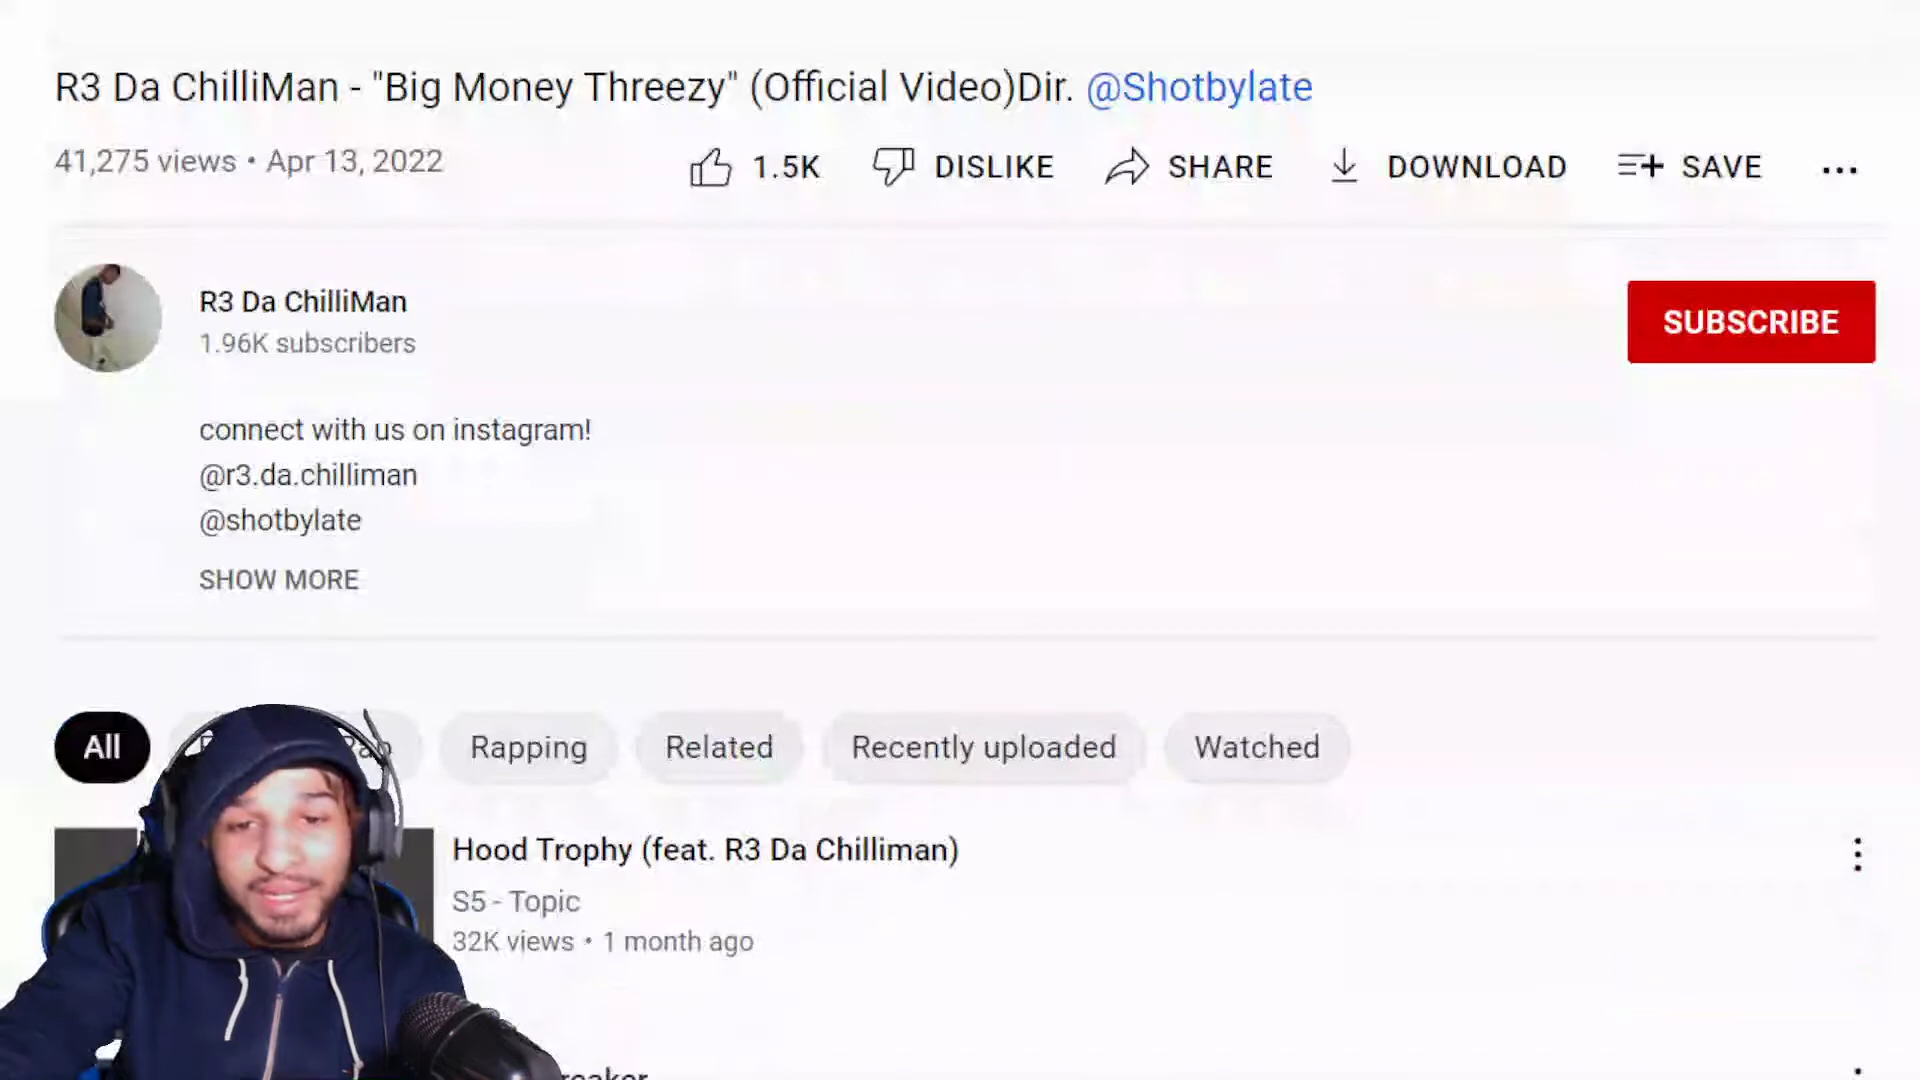 R3 Da ChilliMan - "Big Money Threezy" (Official Video)Dir. @Shotbylate
41,275 views • Apr 13, 2022
1.5K DISLIKE SHARE DOWNLOAD SAVE
R3 Da ChilliMan
1.96K subscribers
SUBSCRIBE
connect with us on instagram!
@r3.da.chilliman
@shotbylate
SHOW MORE
All Rapping Related Recently uploaded Watched
Hood Trophy (feat. R3 Da Chilliman)
S5 - Topic
32K views • 1 month ago